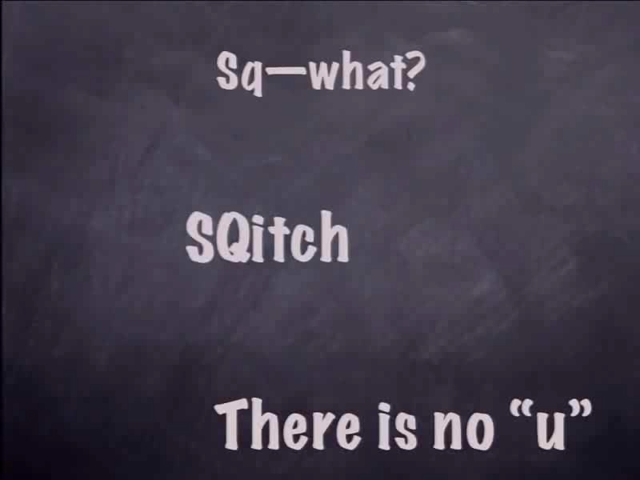 Sq—what?
SQitch
There is no “u”